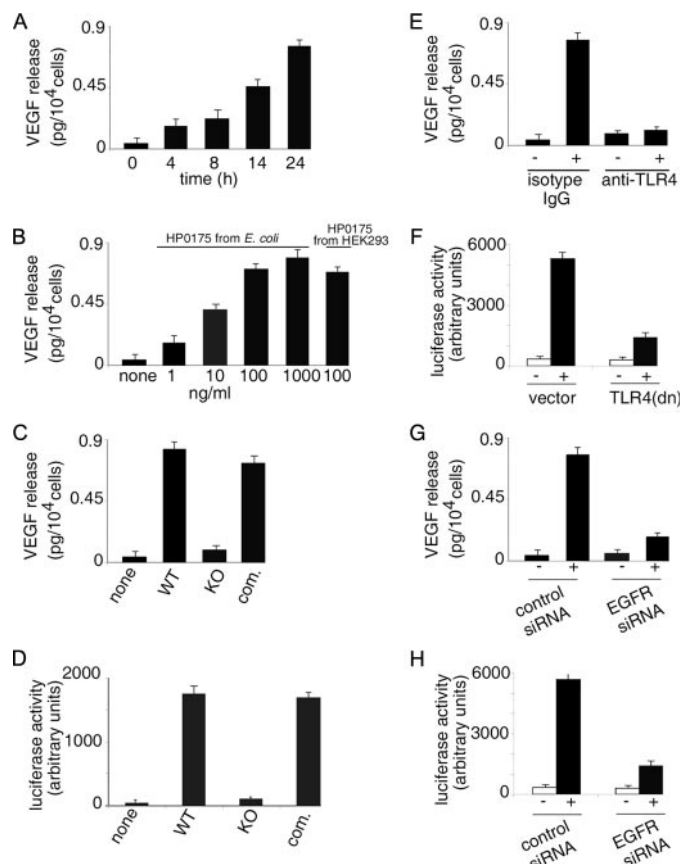 A
VEGF release
(pg/10⁴cells)
0.9
0.45
0
0 4 8 14 24
time (h)
B
VEGF release
(pg/10⁴cells)
HP0175 from E. coli
HP0175
from HEK293
0.9
0.45
0
none 1 10 100 1000 100
ng/ml
C
VEGF release
(pg/10⁴cells)
0.9
0.45
0
none WT KO com.
D
luciferase activity
(arbitrary units)
2000
1000
0
none WT KO com.
E
VEGF release
(pg/10⁴cells)
0.9
0.45
0
- + - +
isotype anti-TLR4
IgG
F
luciferase activity
(arbitrary units)
6000
3000
0
- + - +
vector TLR4(dn)
G
VEGF release
(pg/10⁴cells)
0.9
0.45
0
- + - +
control EGFR
siRNA siRNA
H
luciferase activity
(arbitrary units)
6000
3000
0
- + - +
control EGFR
siRNA siRNA